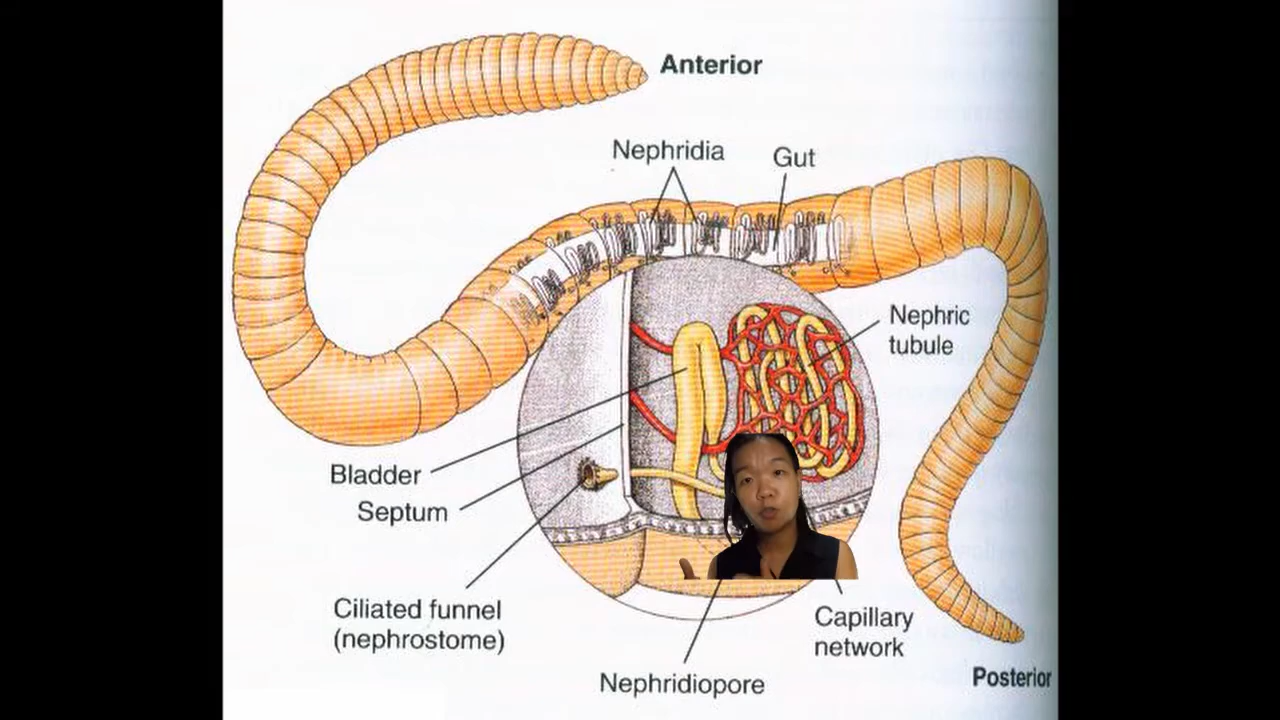 Anterior
Nephridia
Gut
Nephric
tubule
Bladder
Septum
Ciliated funnel
(nephrostome)
Capillary
network
Nephridiopore
Posterior